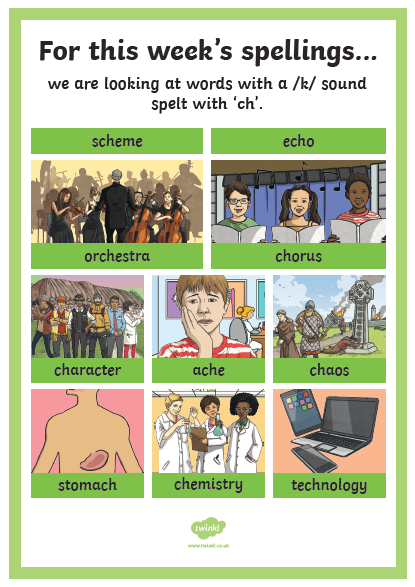 For this week's spellings...
we are looking at words with a /k/ sound
spelt with 'ch'.
scheme
echo
orchestra
chorus
character
ache
chaos
stomach
chemistry
technology
twinkl
www.twinkl.co.uk